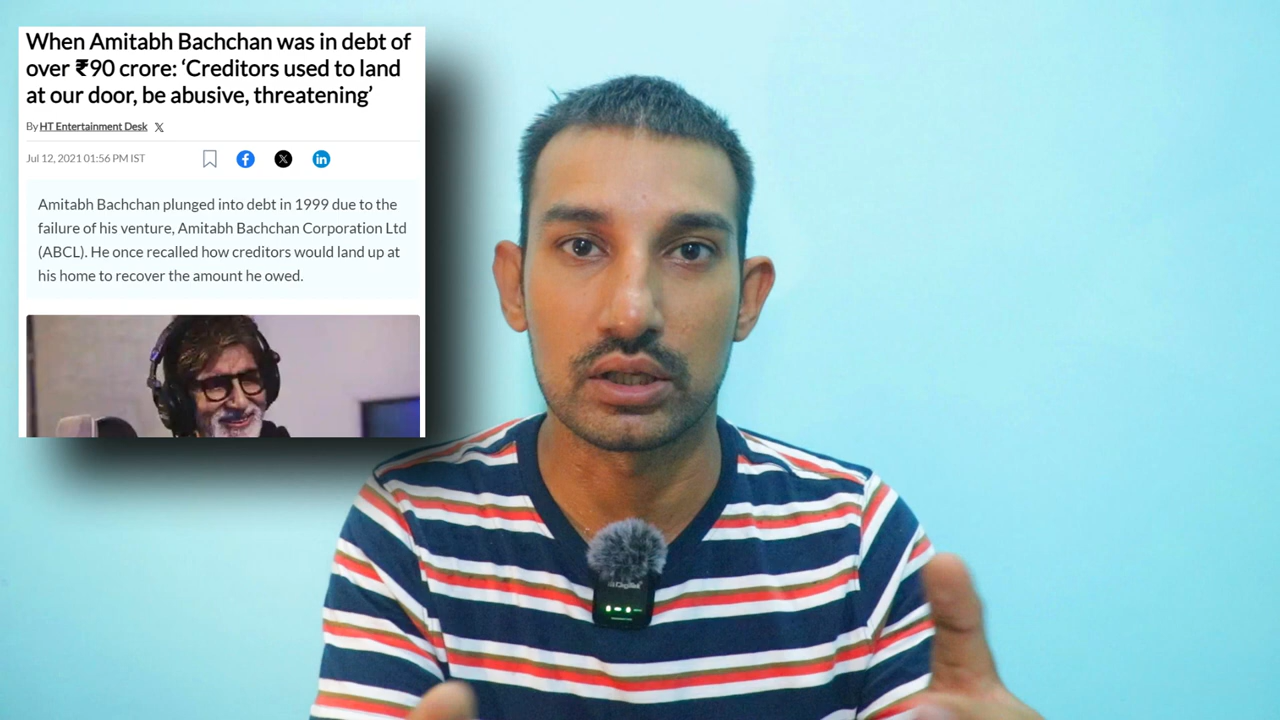 When Amitabh Bachchan was in debt of
over ₹90 crore: ‘Creditors used to land
at our door, be abusive, threatening’
By HT Entertainment Desk
Jul 12, 2021 01:56 PM IST
Amitabh Bachchan plunged into debt in 1999 due to the
failure of his venture, Amitabh Bachchan Corporation Ltd
(ABCL). He once recalled how creditors would land up at
his home to recover the amount he owed.